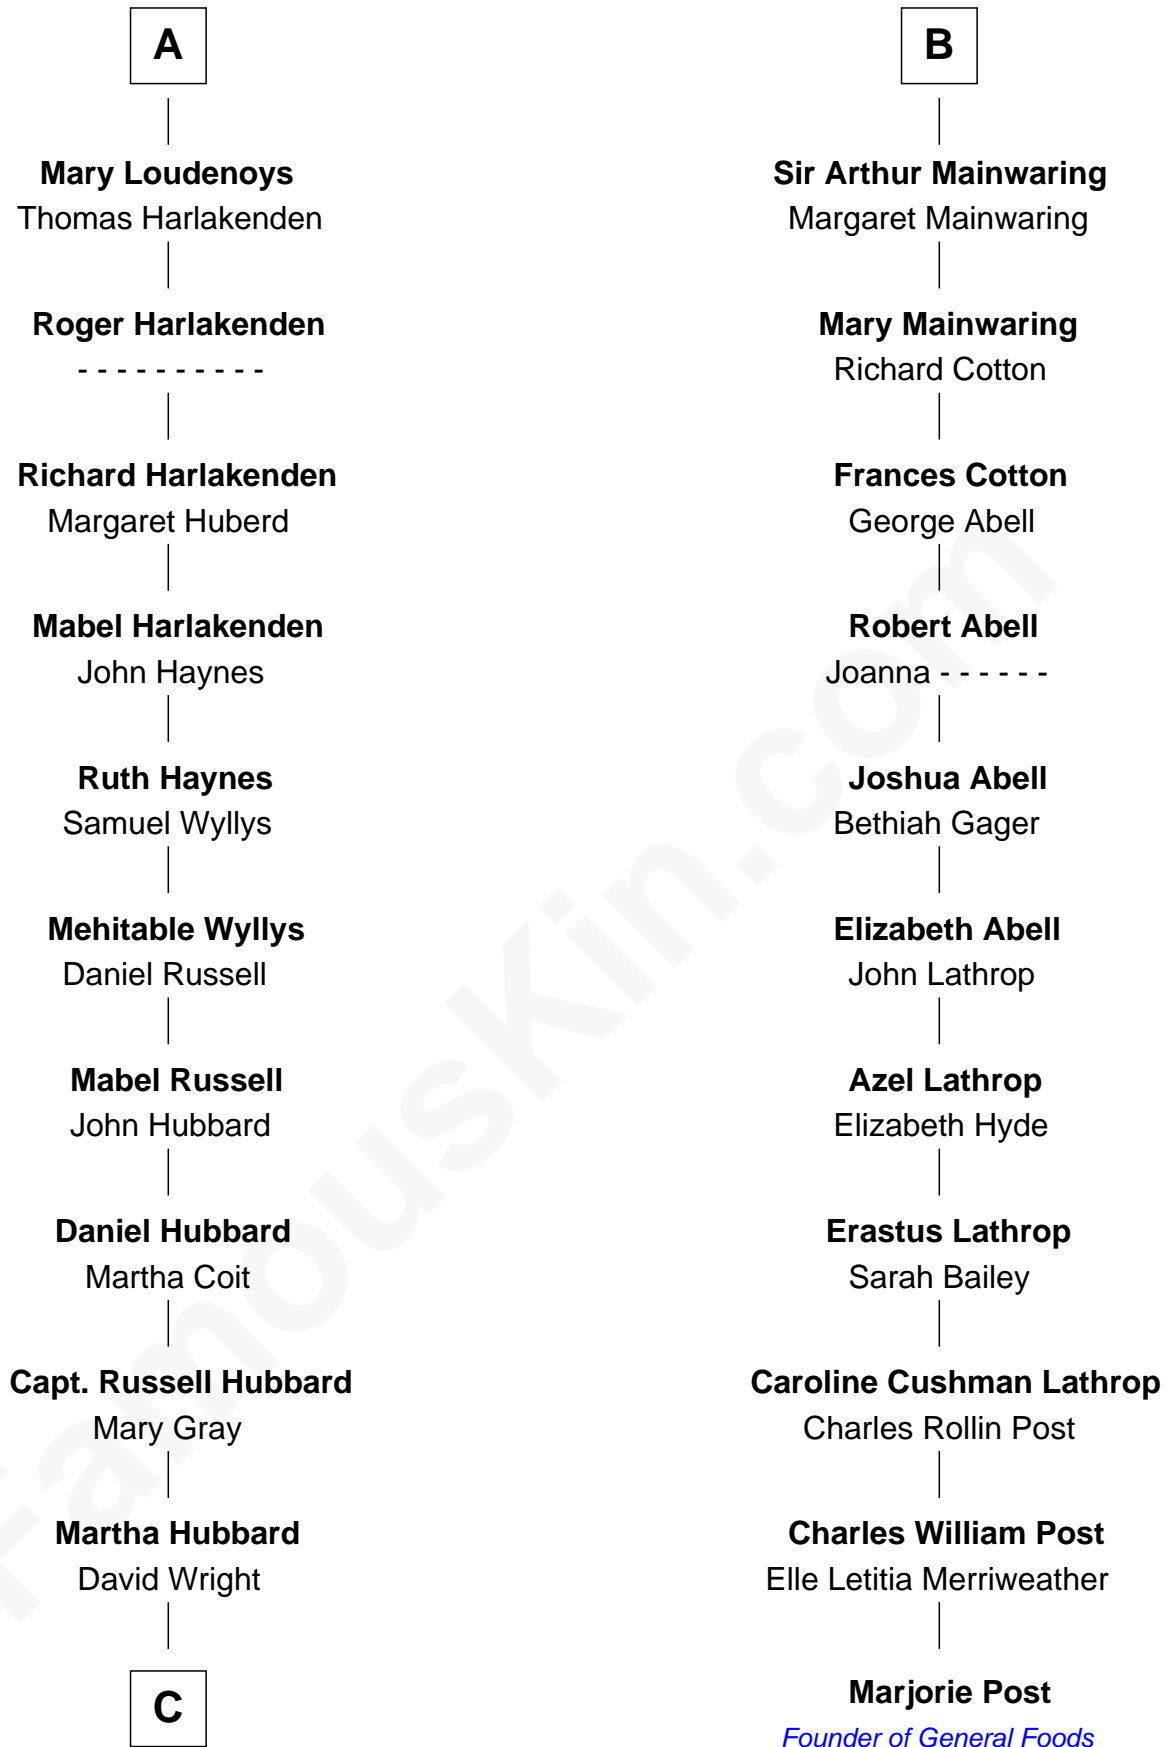 A
Mary Loudenoys
Thomas Harlakenden
Roger Harlakenden
- - - - - - - - - -
Richard Harlakenden
Margaret Huberd
Mabel Harlakenden
John Haynes
Ruth Haynes
Samuel Wyllys
Mehitable Wyllys
Daniel Russell
Mabel Russell
John Hubbard
Daniel Hubbard
Martha Coit
Capt. Russell Hubbard
Mary Gray
Martha Hubbard
David Wright
C
B
Sir Arthur Mainwaring
Margaret Mainwaring
Mary Mainwaring
Richard Cotton
Frances Cotton
George Abell
Robert Abell
Joanna - - - - - -
Joshua Abell
Bethiah Gager
Elizabeth Abell
John Lathrop
Azel Lathrop
Elizabeth Hyde
Erastus Lathrop
Sarah Bailey
Caroline Cushman Lathrop
Charles Rollin Post
Charles William Post
Elle Letitia Merriweather
Marjorie Post
Founder of General Foods
FamousKin.com